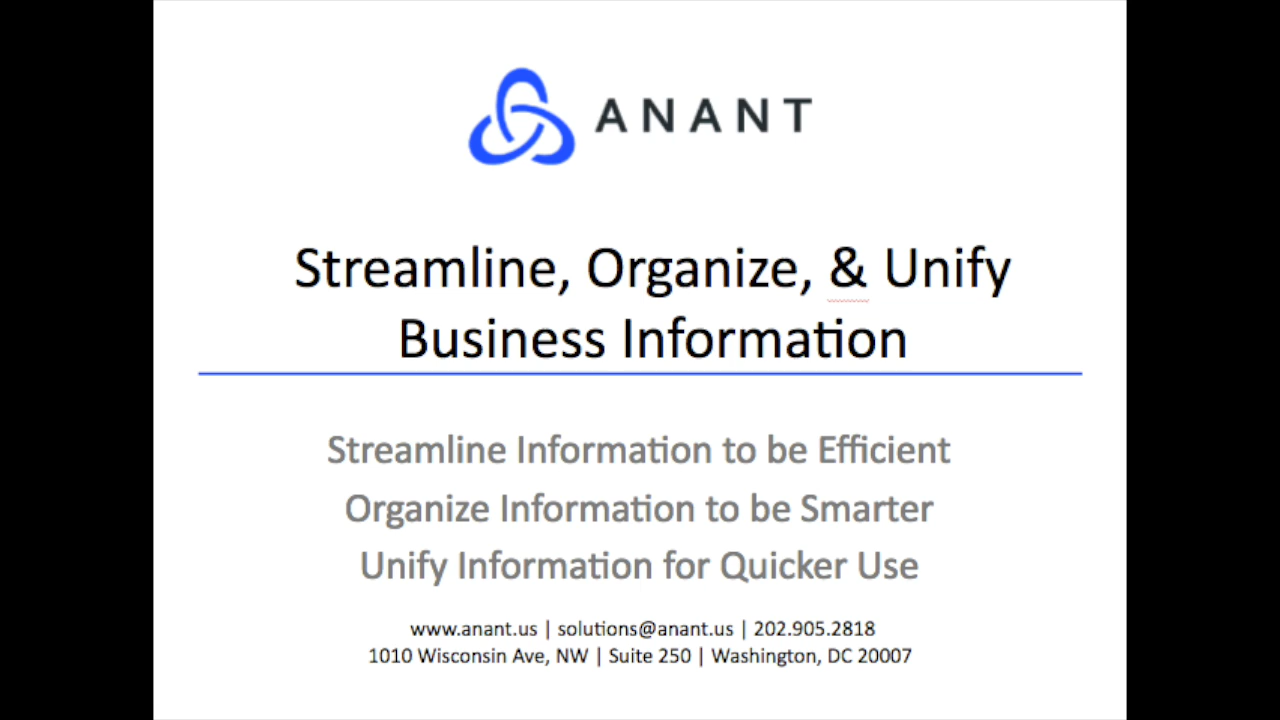 ANANT
Streamline, Organize, & Unify
Business Information
Streamline Information to be Efficient
Organize Information to be Smarter
Unify Information for Quicker Use
www.anant.us | solutions@anant.us | 202.905.2818
1010 Wisconsin Ave, NW | Suite 250 | Washington, DC 20007